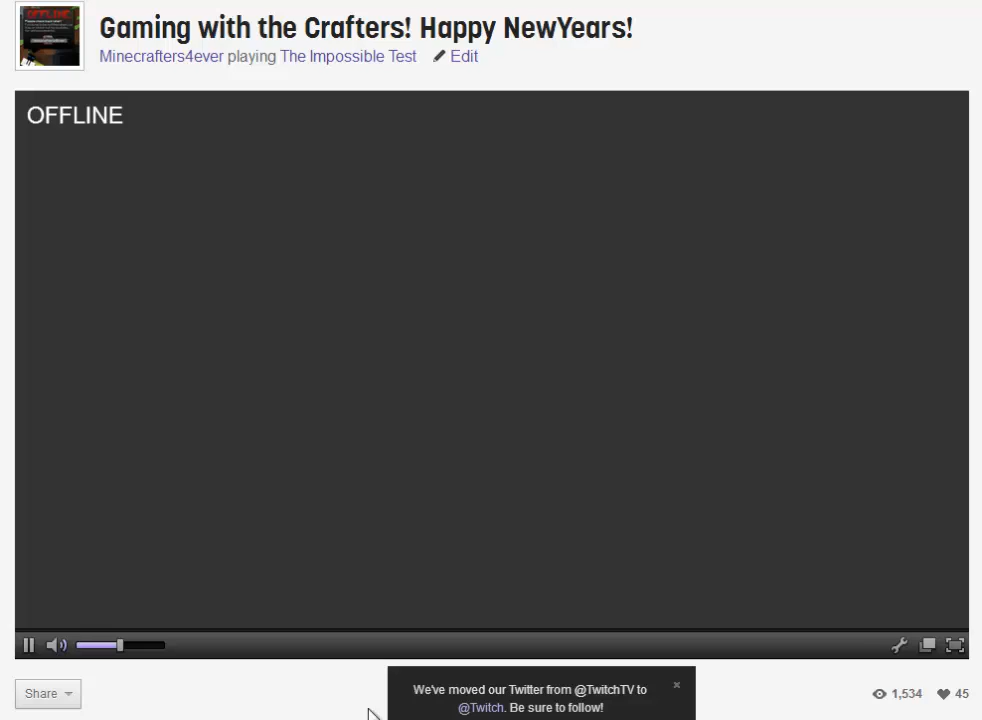 Gaming with the Crafters! Happy NewYears!
Minecrafters4ever playing The Impossible Test Edit
OFFLINE
Share
We've moved our Twitter from @TwitchTV to
@Twitch. Be sure to follow!
1,534 45